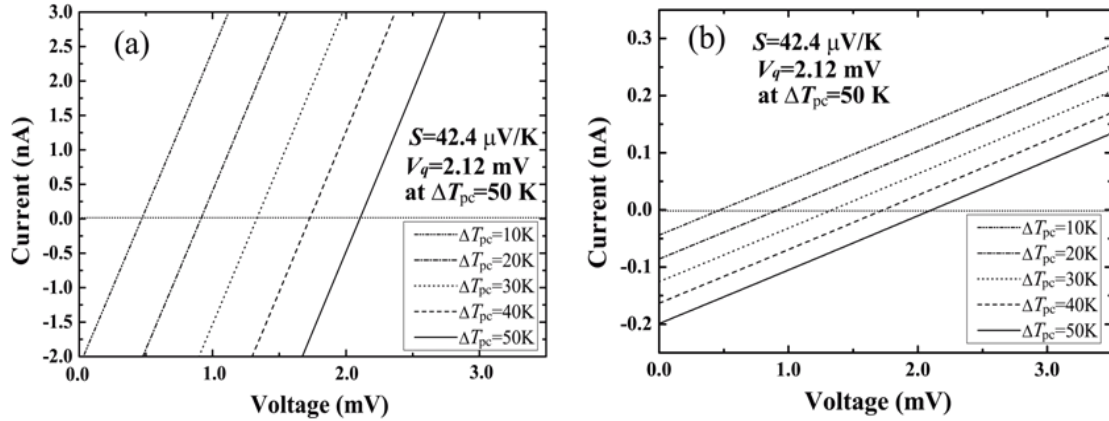 (a)
S=42.4 μV/K
V_q=2.12 mV
at ΔT_pc=50 K
Current (nA)
3.0
2.5
2.0
1.5
1.0
0.5
0.0
-0.5
-1.0
-1.5
-2.0
0.0 1.0 2.0 3.0
Voltage (mV)
ΔT_pc=10K
ΔT_pc=20K
ΔT_pc=30K
ΔT_pc=40K
ΔT_pc=50K
(b)
S=42.4 μV/K
V_q=2.12 mV
at ΔT_pc=50 K
Current (nA)
0.3
0.2
0.1
0.0
-0.1
-0.2
0.0 1.0 2.0 3.0
Voltage (mV)
ΔT_pc=10K
ΔT_pc=20K
ΔT_pc=30K
ΔT_pc=40K
ΔT_pc=50K